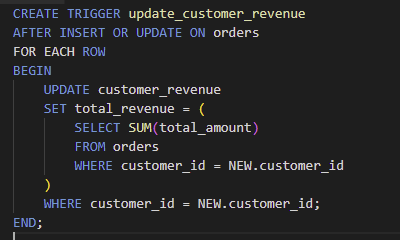 CREATE TRIGGER update_customer_revenue
AFTER INSERT OR UPDATE ON orders
FOR EACH ROW
BEGIN
    UPDATE customer_revenue
    SET total_revenue = (
        SELECT SUM(total_amount)
        FROM orders
        WHERE customer_id = NEW.customer_id
    )
    WHERE customer_id = NEW.customer_id;
END;